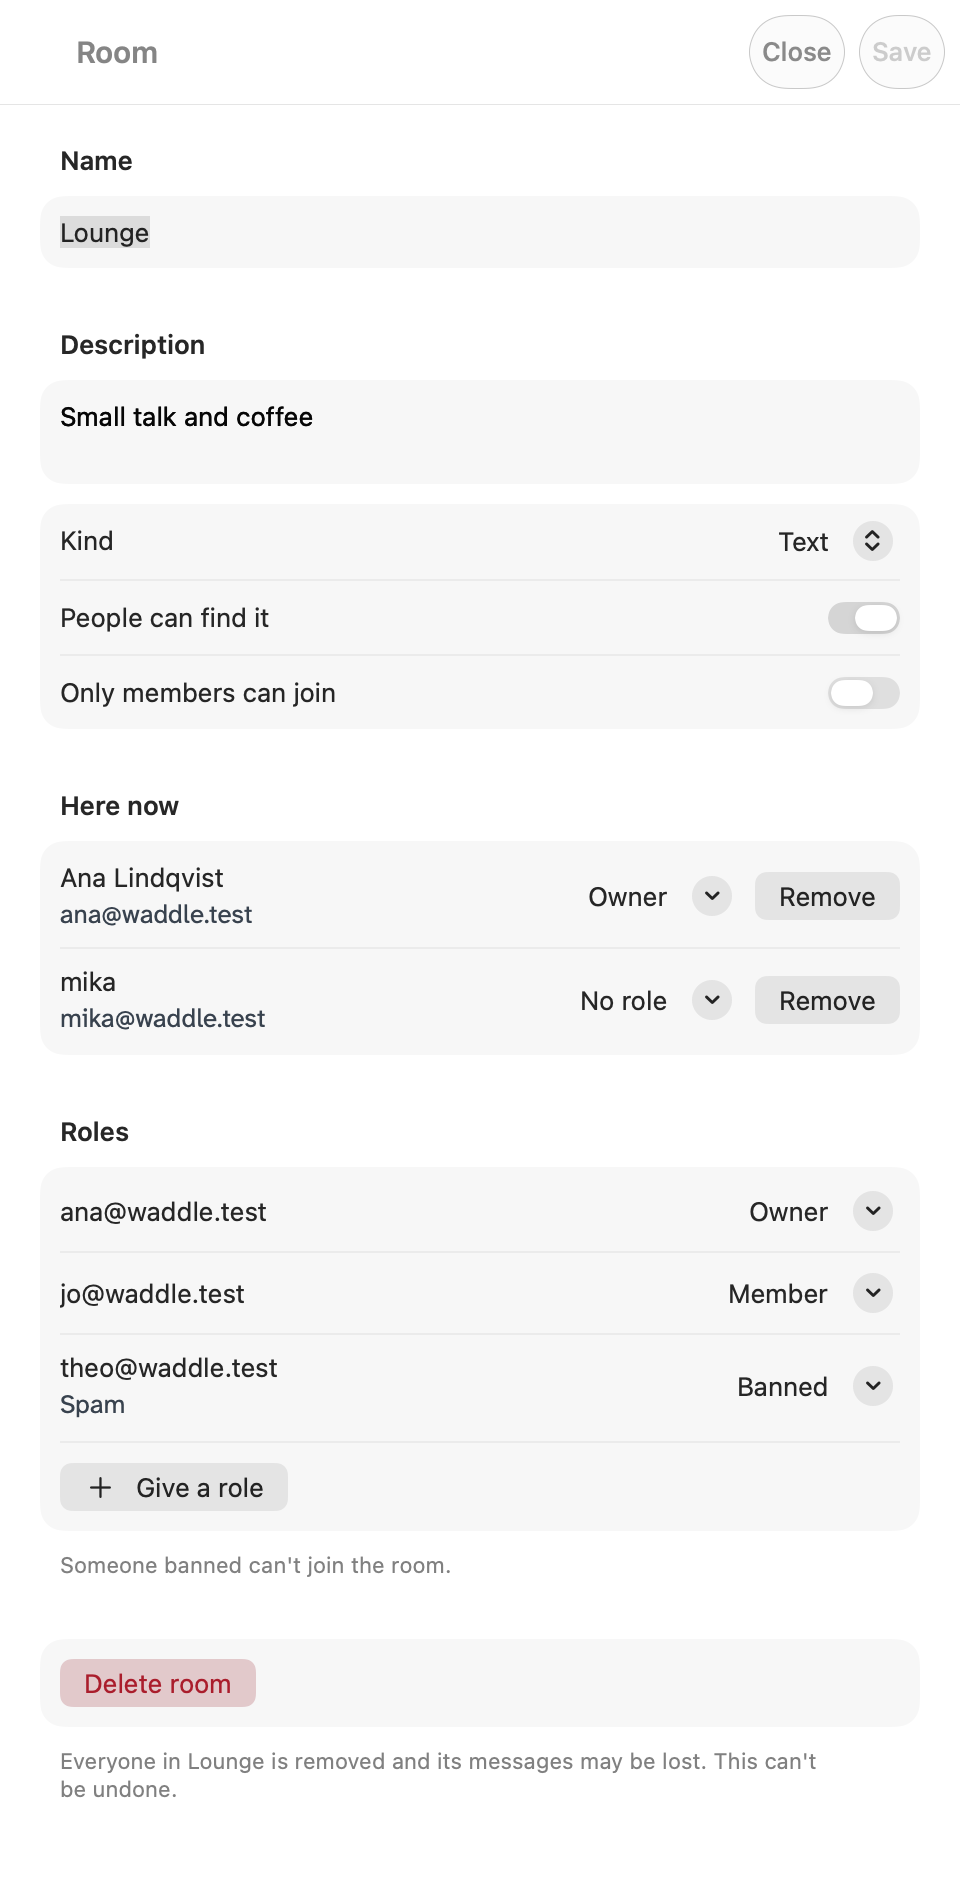 Room
Close
Save
Name
Lounge
Description
Small talk and coffee
Kind
Text
People can find it
Only members can join
Here now
Ana Lindqvist
ana@waddle.test
Owner
Remove
mika
mika@waddle.test
No role
Remove
Roles
ana@waddle.test
Owner
jo@waddle.test
Member
theo@waddle.test
Spam
Banned
Give a role
Someone banned can't join the room.
Delete room
Everyone in Lounge is removed and its messages may be lost. This can't
be undone.